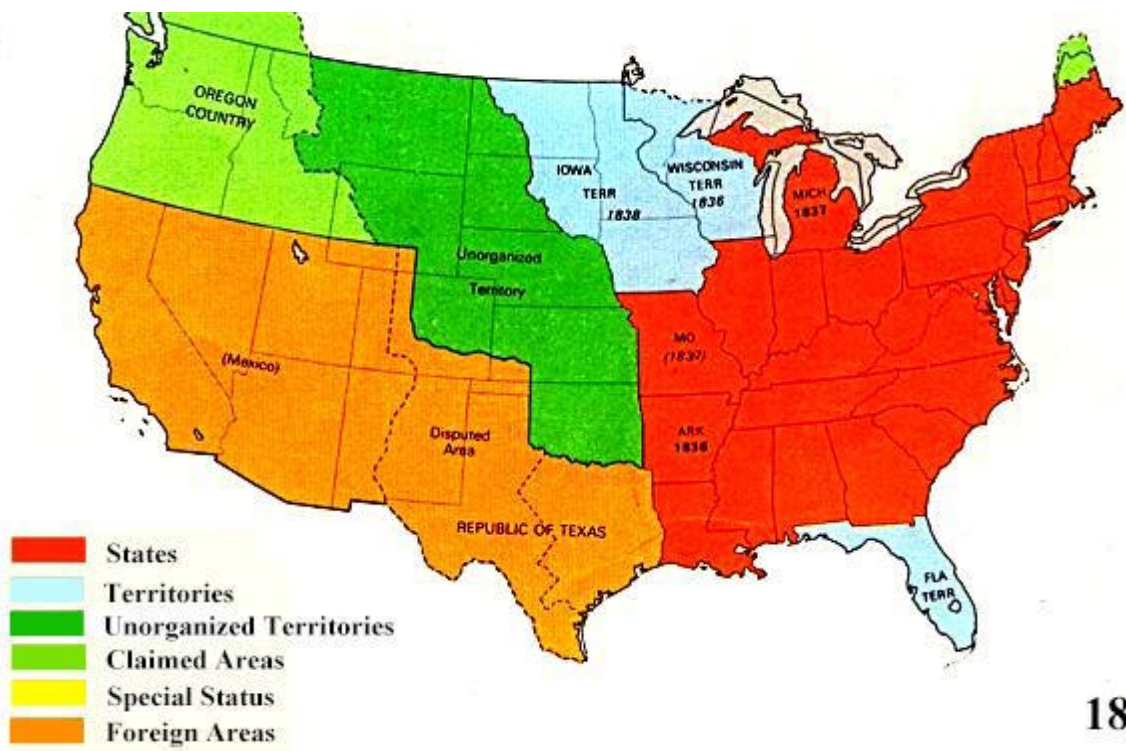 OREGON
COUNTRY
IOWA
TERR
1838
WISCONSIN
TERR
1836
MICH
1837
Unorganized
Territory
MO
(1837)
(Mexico)
ARK
1836
Disputed
Area
REPUBLIC OF TEXAS
FLA
TERR
States
Territories
Unorganized Territories
Claimed Areas
Special Status
Foreign Areas
18